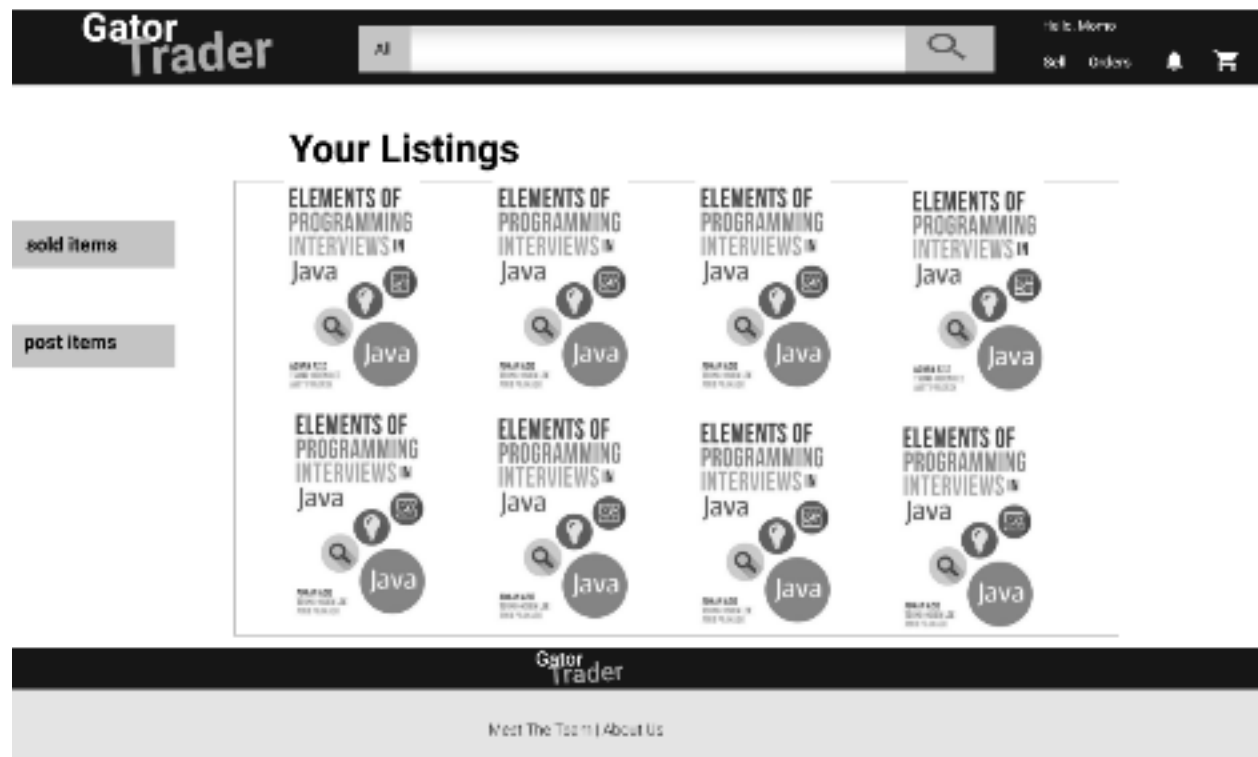 Gator
Trader
All
Hello, Momo
Sell Orders
Your Listings
sold items
post items
ELEMENTS OF
PROGRAMMING
INTERVIEWS IN
Java
Java
ELEMENTS OF
PROGRAMMING
INTERVIEWS IN
Java
Java
ELEMENTS OF
PROGRAMMING
INTERVIEWS IN
Java
Java
ELEMENTS OF
PROGRAMMING
INTERVIEWS IN
Java
Java
ELEMENTS OF
PROGRAMMING
INTERVIEWS IN
Java
Java
ELEMENTS OF
PROGRAMMING
INTERVIEWS IN
Java
Java
ELEMENTS OF
PROGRAMMING
INTERVIEWS IN
Java
Java
ELEMENTS OF
PROGRAMMING
INTERVIEWS IN
Java
Java
Gator
Trader
Meet The Team | About Us